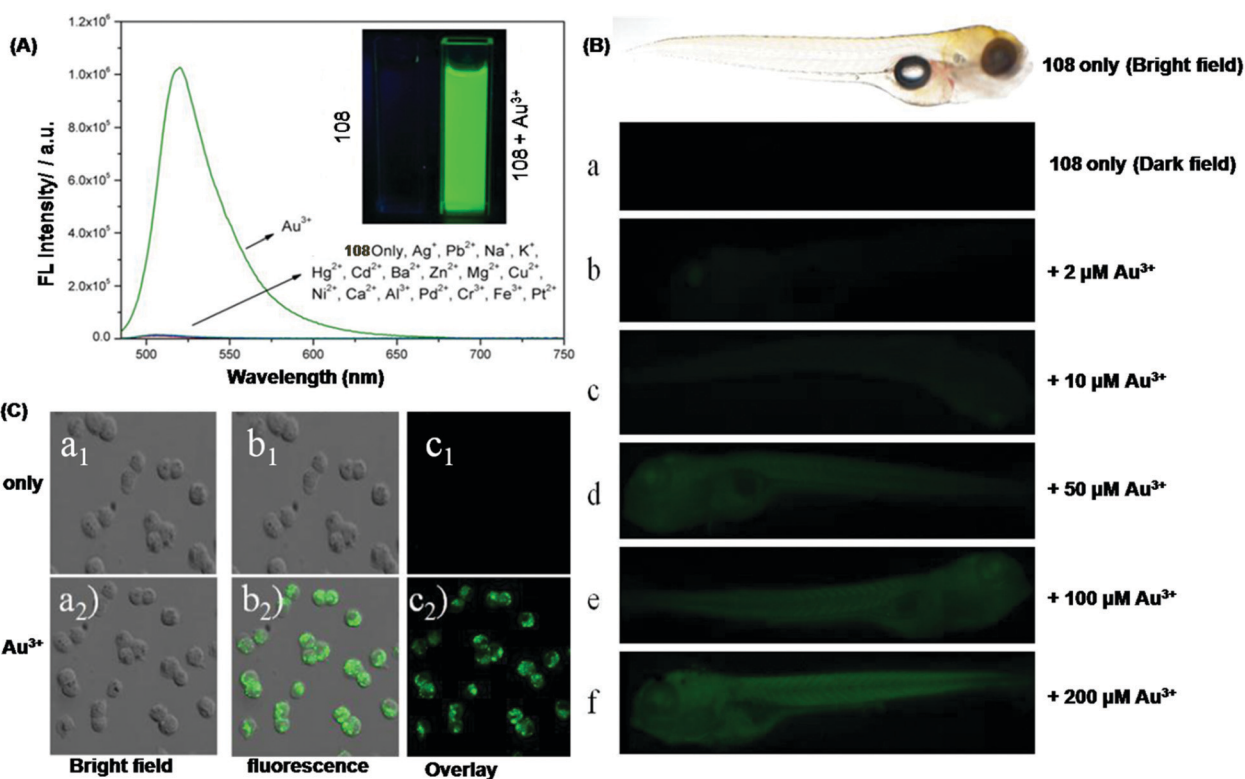 (A)
FL Intensity/ / a.u.
1.2x10⁶
1.0x10⁶
8.0x10⁵
6.0x10⁵
4.0x10⁵
2.0x10⁵
0.0
500
550
600
650
700
750
Wavelength (nm)
108
108 + Au³⁺
Au³⁺
108 Only, Ag⁺, Pb²⁺, Na⁺, K⁺,
Hg²⁺, Cd²⁺, Ba²⁺, Zn²⁺, Mg²⁺, Cu²⁺,
Ni²⁺, Ca²⁺, Al³⁺, Pd²⁺, Cr³⁺, Fe³⁺, Pt²⁺
(B)
108 only (Bright field)
a
108 only (Dark field)
b
+ 2 µM Au³⁺
c
+ 10 µM Au³⁺
d
+ 50 µM Au³⁺
e
+ 100 µM Au³⁺
f
+ 200 µM Au³⁺
(C)
only
a₁
b₁
c₁
Au³⁺
a₂)
b₂)
c₂)
Bright field
fluorescence
Overlay